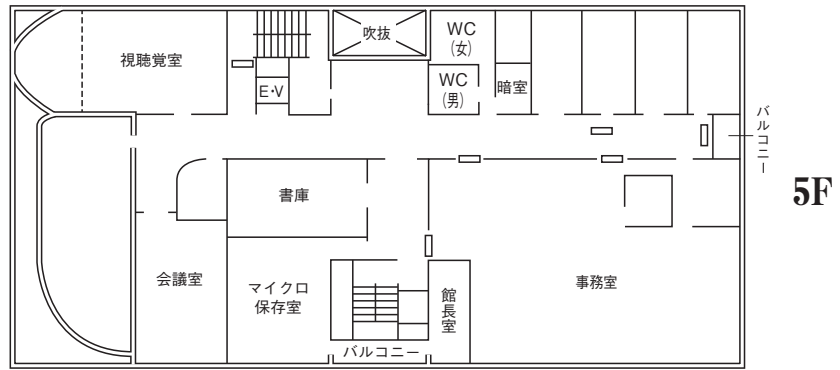 視聴覚室
吹抜
WC
(女)
E・V
WC
(男)
暗室
バルコニー
5F
書庫
会議室
マイクロ
保存室
館長室
事務室
バルコニー